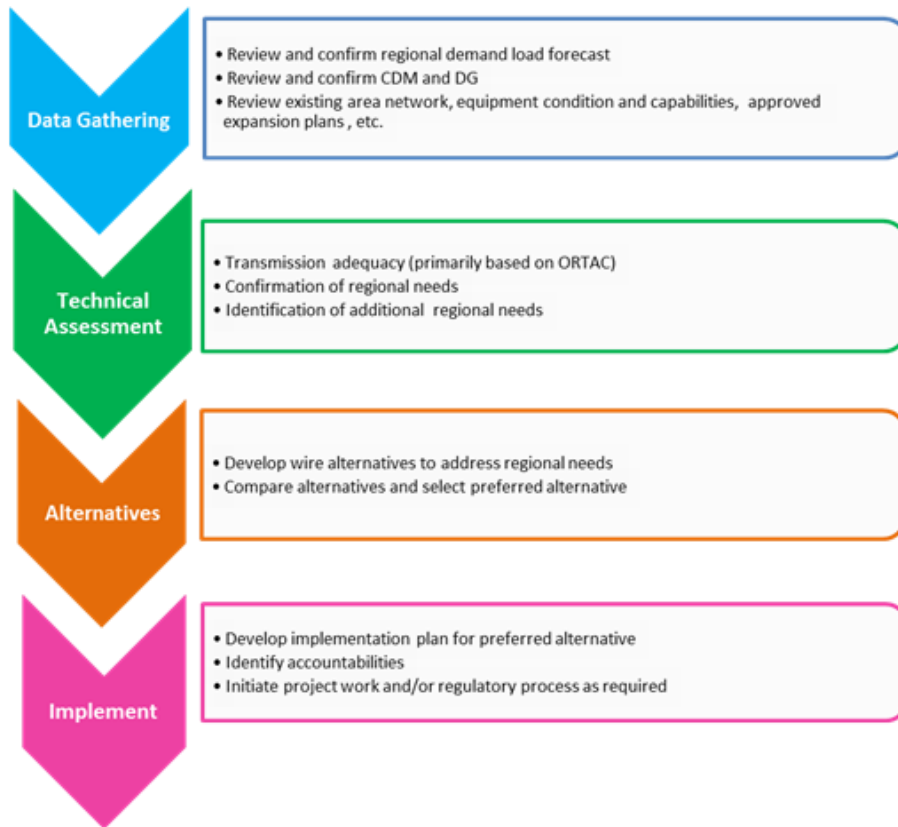 Data Gathering
• Review and confirm regional demand load forecast
• Review and confirm CDM and DG
• Review existing area network, equipment condition and capabilities, approved
expansion plans , etc.
Technical
Assessment
• Transmission adequacy (primarily based on ORTAC)
• Confirmation of regional needs
• Identification of additional regional needs
Alternatives
• Develop wire alternatives to address regional needs
• Compare alternatives and select preferred alternative
Implement
• Develop implementation plan for preferred alternative
• Identify accountabilities
• Initiate project work and/or regulatory process as required